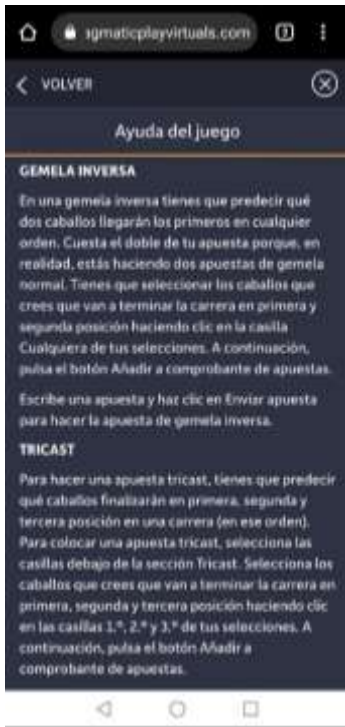 agmaticplayvirtuals.com
VOLVER
Ayuda del juego
GEMELA INVERSA
En una gemela inversa tienes que predecir qué
dos caballos llegarán los primeros en cualquier
orden. Cuesta el doble de tu apuesta porque, en
realidad, estás haciendo dos apuestas de gemela
normal. Tienes que seleccionar los caballos que
crees que van a terminar la carrera en primera y
segunda posición haciendo clic en la casilla
Cualquiera de tus selecciones. A continuación,
pulsa el botón Añadir a comprobante de apuestas.
Escribe una apuesta y haz clic en Enviar apuesta
para hacer la apuesta de gemela inversa.
TRICAST
Para hacer una apuesta tricast, tienes que predecir
qué caballos finalizarán en primera, segunda y
tercera posición en una carrera (en ese orden).
Para colocar una apuesta tricast, selecciona las
casillas debajo de la sección Tricast. Selecciona los
caballos que crees que van a terminar la carrera en
primera, segunda y tercera posición haciendo clic
en las casillas 1.º, 2.º y 3.º de tus selecciones. A
continuación, pulsa el botón Añadir a
comprobante de apuestas.